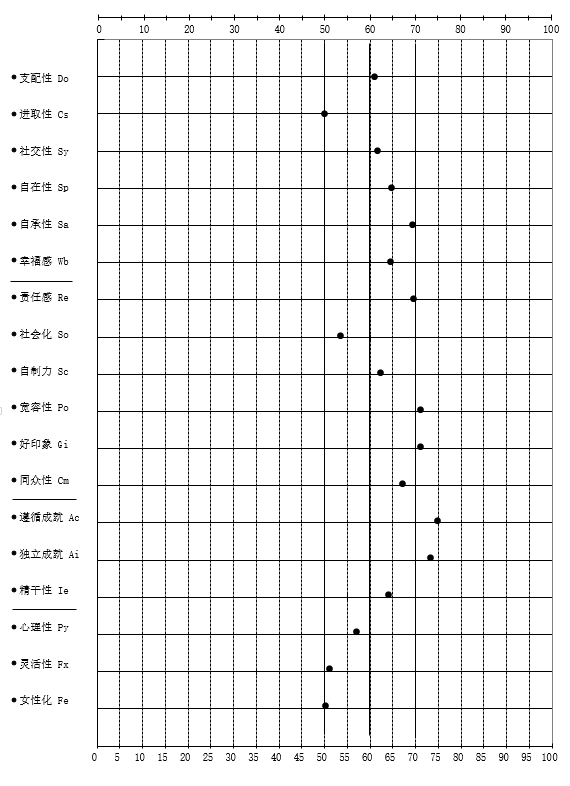 0 10 20 30 40 50 60 70 80 90 100
● 支配性 Do
● 进取性 Cs
● 社交性 Sy
● 自在性 Sp
● 自承性 Sa
● 幸福感 Wb
● 责任感 Re
● 社会化 So
● 自制力 Sc
● 宽容性 Po
● 好印象 Gi
● 同众性 Cm
● 遵循成就 Ac
● 独立成就 Ai
● 精干性 Ie
● 心理性 Py
● 灵活性 Fx
● 女性化 Fe
0 5 10 15 20 25 30 35 40 45 50 55 60 65 70 75 80 85 90 95 100